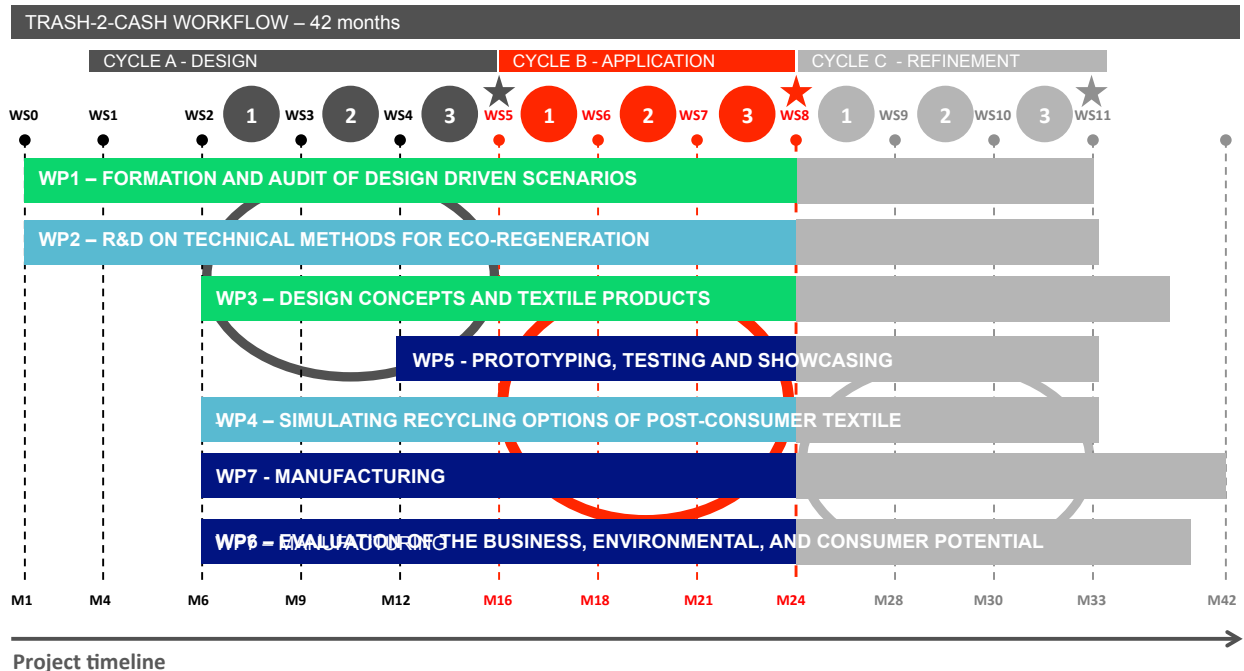 TRASH-2-CASH WORKFLOW – 42 months
CYCLE A - DESIGN CYCLE B - APPLICATION CYCLE C - REFINEMENT
WS0 WS1 WS2 1 WS3 2 WS4 3 WS5 1 WS6 2 WS7 3 WS8 1 WS9 2 WS10 3 WS11
WP1 – FORMATION AND AUDIT OF DESIGN DRIVEN SCENARIOS
WP2 – R&D ON TECHNICAL METHODS FOR ECO-REGENERATION
WP3 – DESIGN CONCEPTS AND TEXTILE PRODUCTS
WP5 - PROTOTYPING, TESTING AND SHOWCASING
WP4 – SIMULATING RECYCLING OPTIONS OF POST-CONSUMER TEXTILE
WP7 - MANUFACTURING
WP6 – EVALUATION OF THE BUSINESS, ENVIRONMENTAL, AND CONSUMER POTENTIAL
WP7 – MANUFACTURING
M1 M4 M6 M9 M12 M16 M18 M21 M24 M28 M30 M33 M42
Project timeline